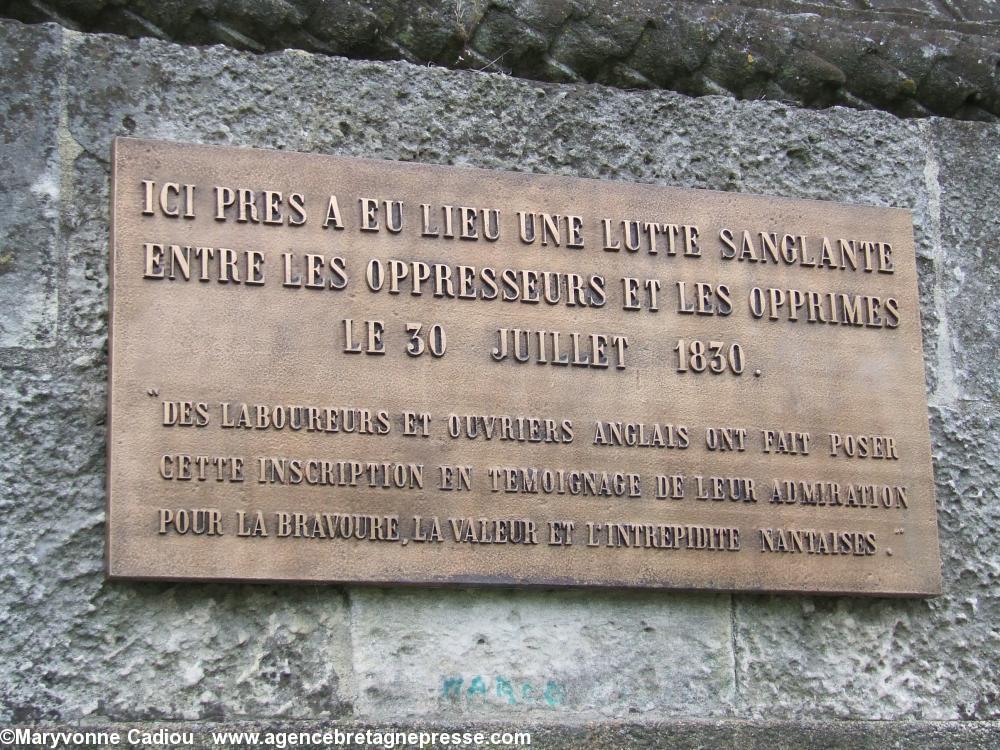 ICI PRES A EU LIEU UNE LUTTE SANGLANTE
ENTRE LES OPPRESSEURS ET LES OPPRIMES
LE 30 JUILLET 1830.
"DES LABOUREURS ET OUVRIERS ANGLAIS ONT FAIT POSER
CETTE INSCRIPTION EN TEMOIGNAGE DE LEUR ADMIRATION
POUR LA BRAVOURE, LA VALEUR ET L'INTREPIDITE NANTAISES."
MARCO
©Maryvonne Cadiou www.agencebretagnepresse.com